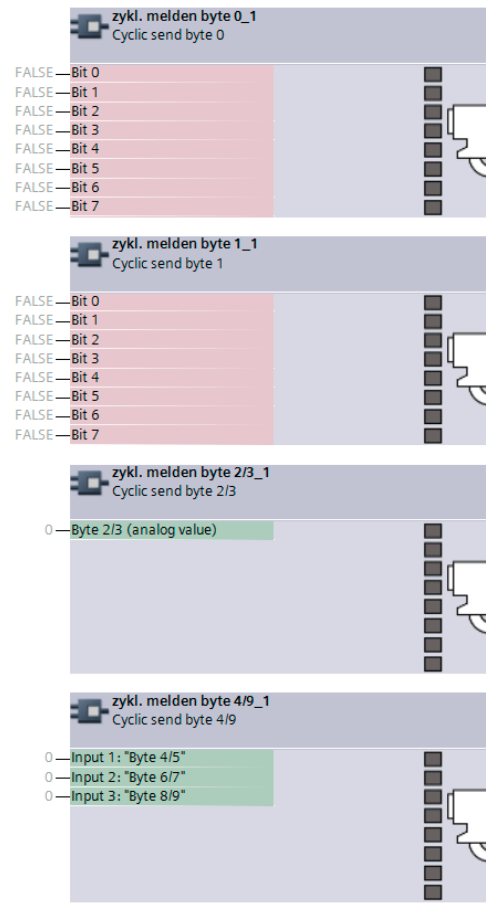 zykl. melden byte 0_1
Cyclic send byte 0
FALSE Bit 0
FALSE Bit 1
FALSE Bit 2
FALSE Bit 3
FALSE Bit 4
FALSE Bit 5
FALSE Bit 6
FALSE Bit 7
zykl. melden byte 1_1
Cyclic send byte 1
FALSE Bit 0
FALSE Bit 1
FALSE Bit 2
FALSE Bit 3
FALSE Bit 4
FALSE Bit 5
FALSE Bit 6
FALSE Bit 7
zykl. melden byte 2/3_1
Cyclic send byte 2/3
0 Byte 2/3 (analog value)
zykl. melden byte 4/9_1
Cyclic send byte 4/9
0 Input 1: "Byte 4/5"
0 Input 2: "Byte 6/7"
0 Input 3: "Byte 8/9"